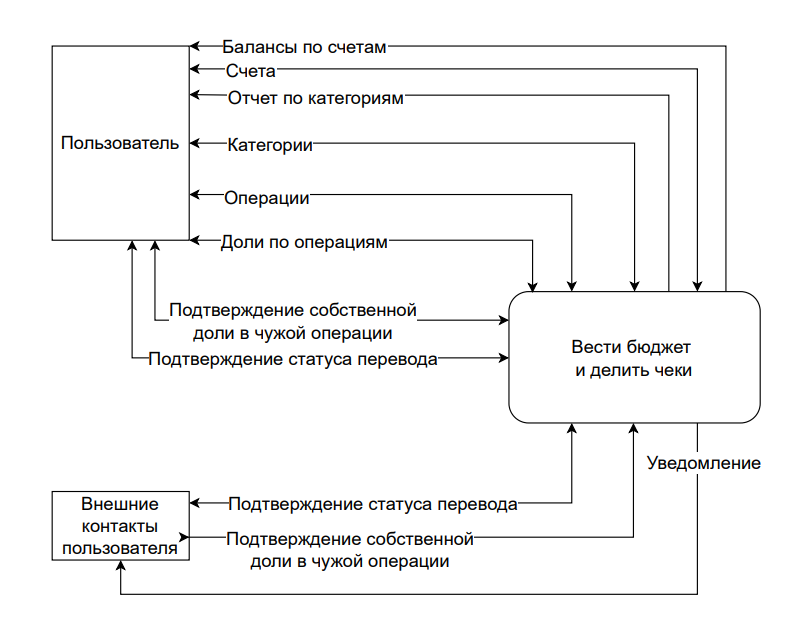 Балансы по счетам
Счета
Отчет по категориям
Пользователь
Категории
Операции
Доли по операциям
Подтверждение собственной
доли в чужой операции
Подтверждение статуса перевода
Вести бюджет
и делить чеки
Уведомление
Внешние
контакты
пользователя
Подтверждение статуса перевода
Подтверждение собственной
доли в чужой операции